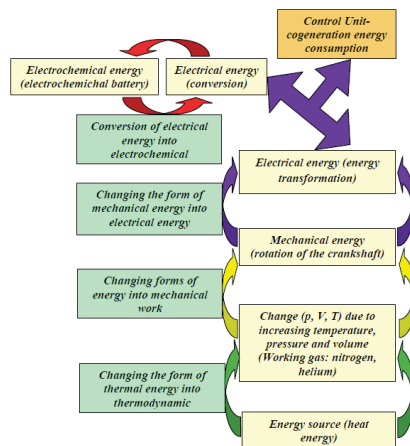 Control Unit-
cogeneration energy
consumption
Electrochemical energy
(electrochemichal battery)
Electrical energy
(conversion)
Conversion of electrical
energy into
electrochemical
Electrical energy (energy
transformation)
Changing the form of
mechanical energy into
electrical energy
Mechanical energy
(rotation of the crankshaft)
Changing forms of
energy into mechanical
work
Change (p, V, T) due to
increasing temperature,
pressure and volume
(Working gas: nitrogen,
helium)
Changing the form of
thermal energy into
thermodynamic
Energy source (heat
energy)